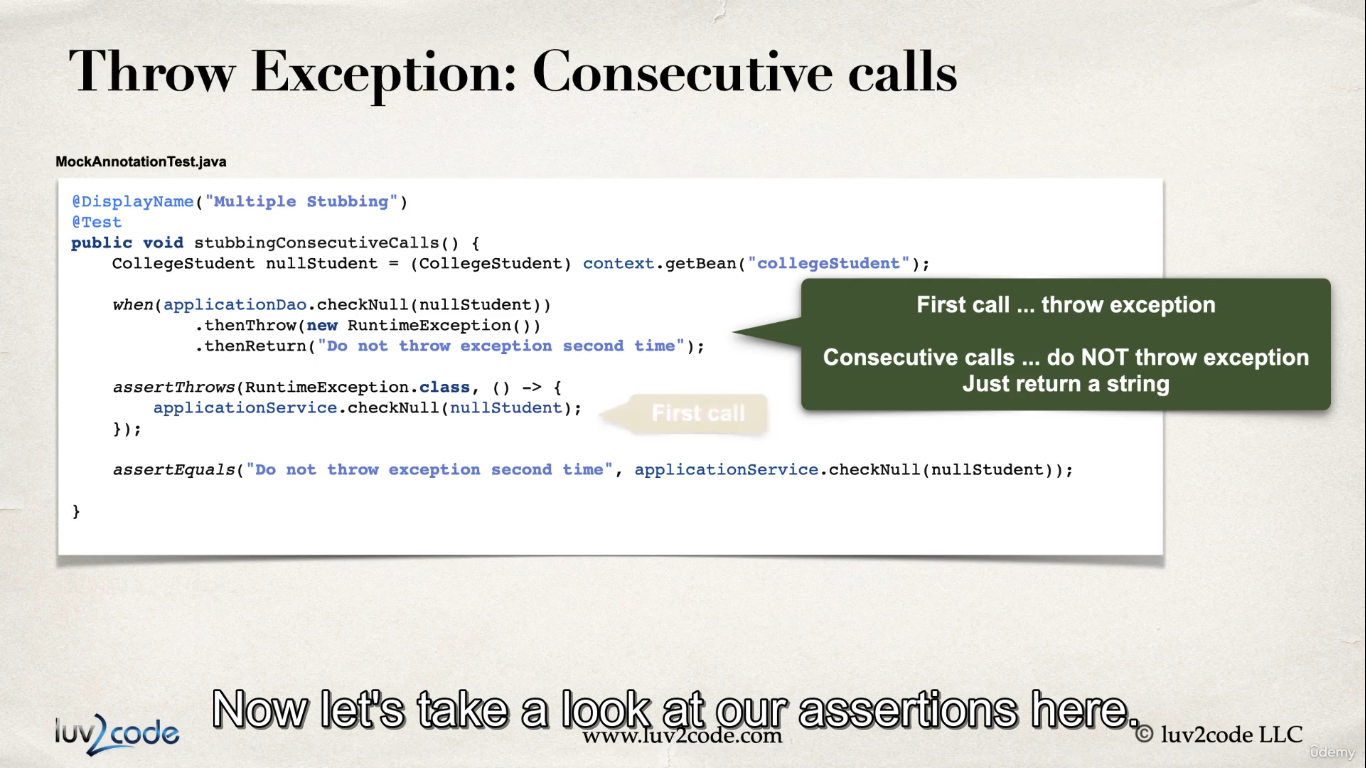 Throw Exception: Consecutive calls
MockAnnotationTest.java
@DisplayName("Multiple Stubbing")
@Test
public void stubbingConsecutiveCalls() {
CollegeStudent nullStudent = (CollegeStudent) context.getBean("collegeStudent");
when(applicationDao.checkNull(nullStudent))
.thenThrow(new RuntimeException())
.thenReturn("Do not throw exception second time");
First call ... throw exception
Consecutive calls ... do NOT throw exception
Just return a string
assertThrows(RuntimeException.class, () -> {
applicationService.checkNull(nullStudent);
First call
});
assertEquals("Do not throw exception second time", applicationService.checkNull(nullStudent));
}
Now let's take a look at our assertions here.
luv2code
www.luv2code.com
© luv2code LLC
ûdemy